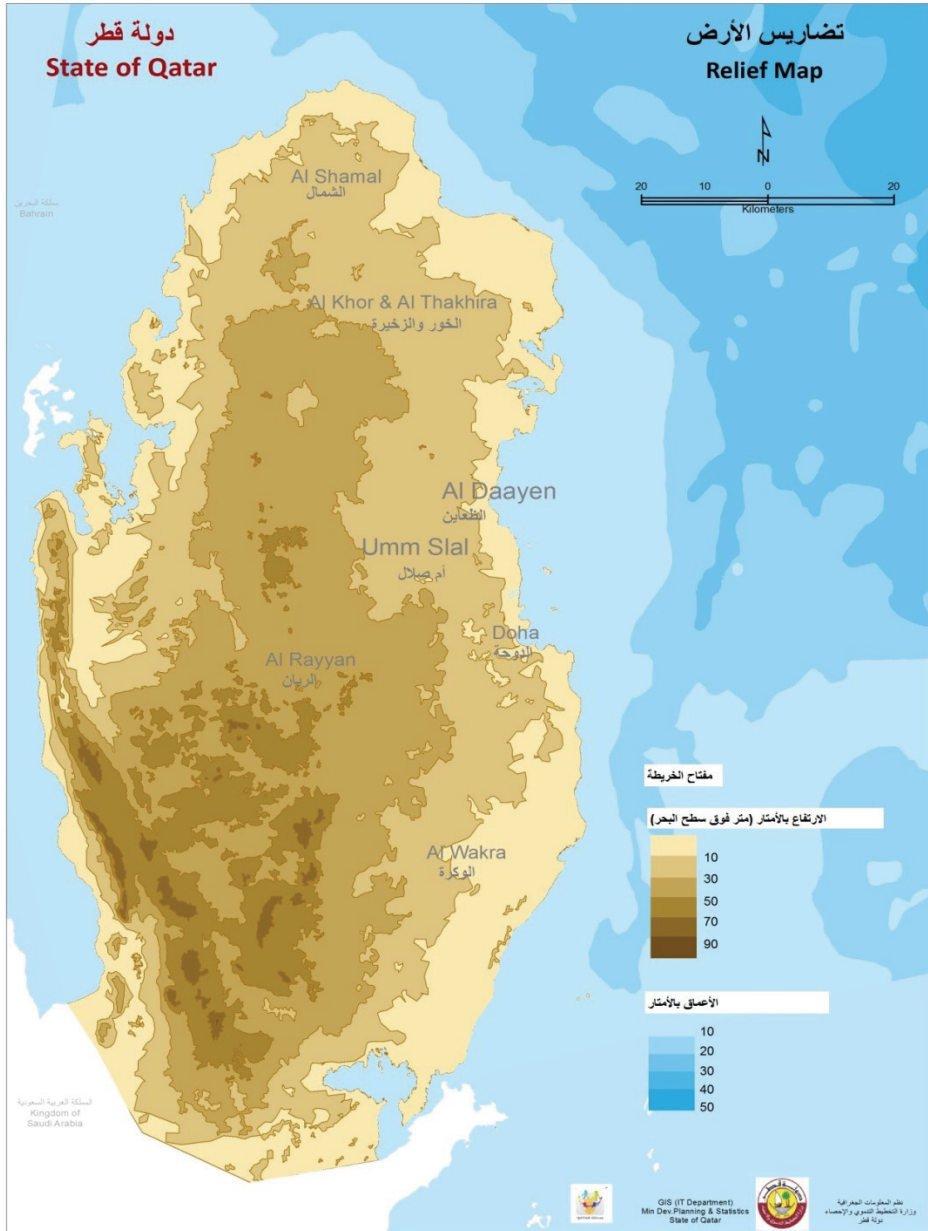 دولة قطر
State of Qatar
تضاريس الأرض
Relief Map
N
20 10 0 20
Kilometers
مملكة البحرين
Bahrain
Al Shamal
الشمال
Al Khor & Al Thakhira
الخور والزخيرة
Al Daayen
الظعاين
Umm Slal
أم صلال
Doha
الدوحة
Al Rayyan
الريان
Al Wakra
الوكرة
مفتاح الخريطة
الارتفاع بالأمتار (متر فوق سطح البحر)
10
30
50
70
90
الأعماق بالأمتار
10
20
30
40
50
المملكة العربية السعودية
Kingdom of
Saudi Arabia
GIS (IT Department)
Min Dev.Planning & Statistics
State of Qatar
نظم المعلومات الجغرافية
وزارة التخطيط التنموي والإحصاء
دولة قطر